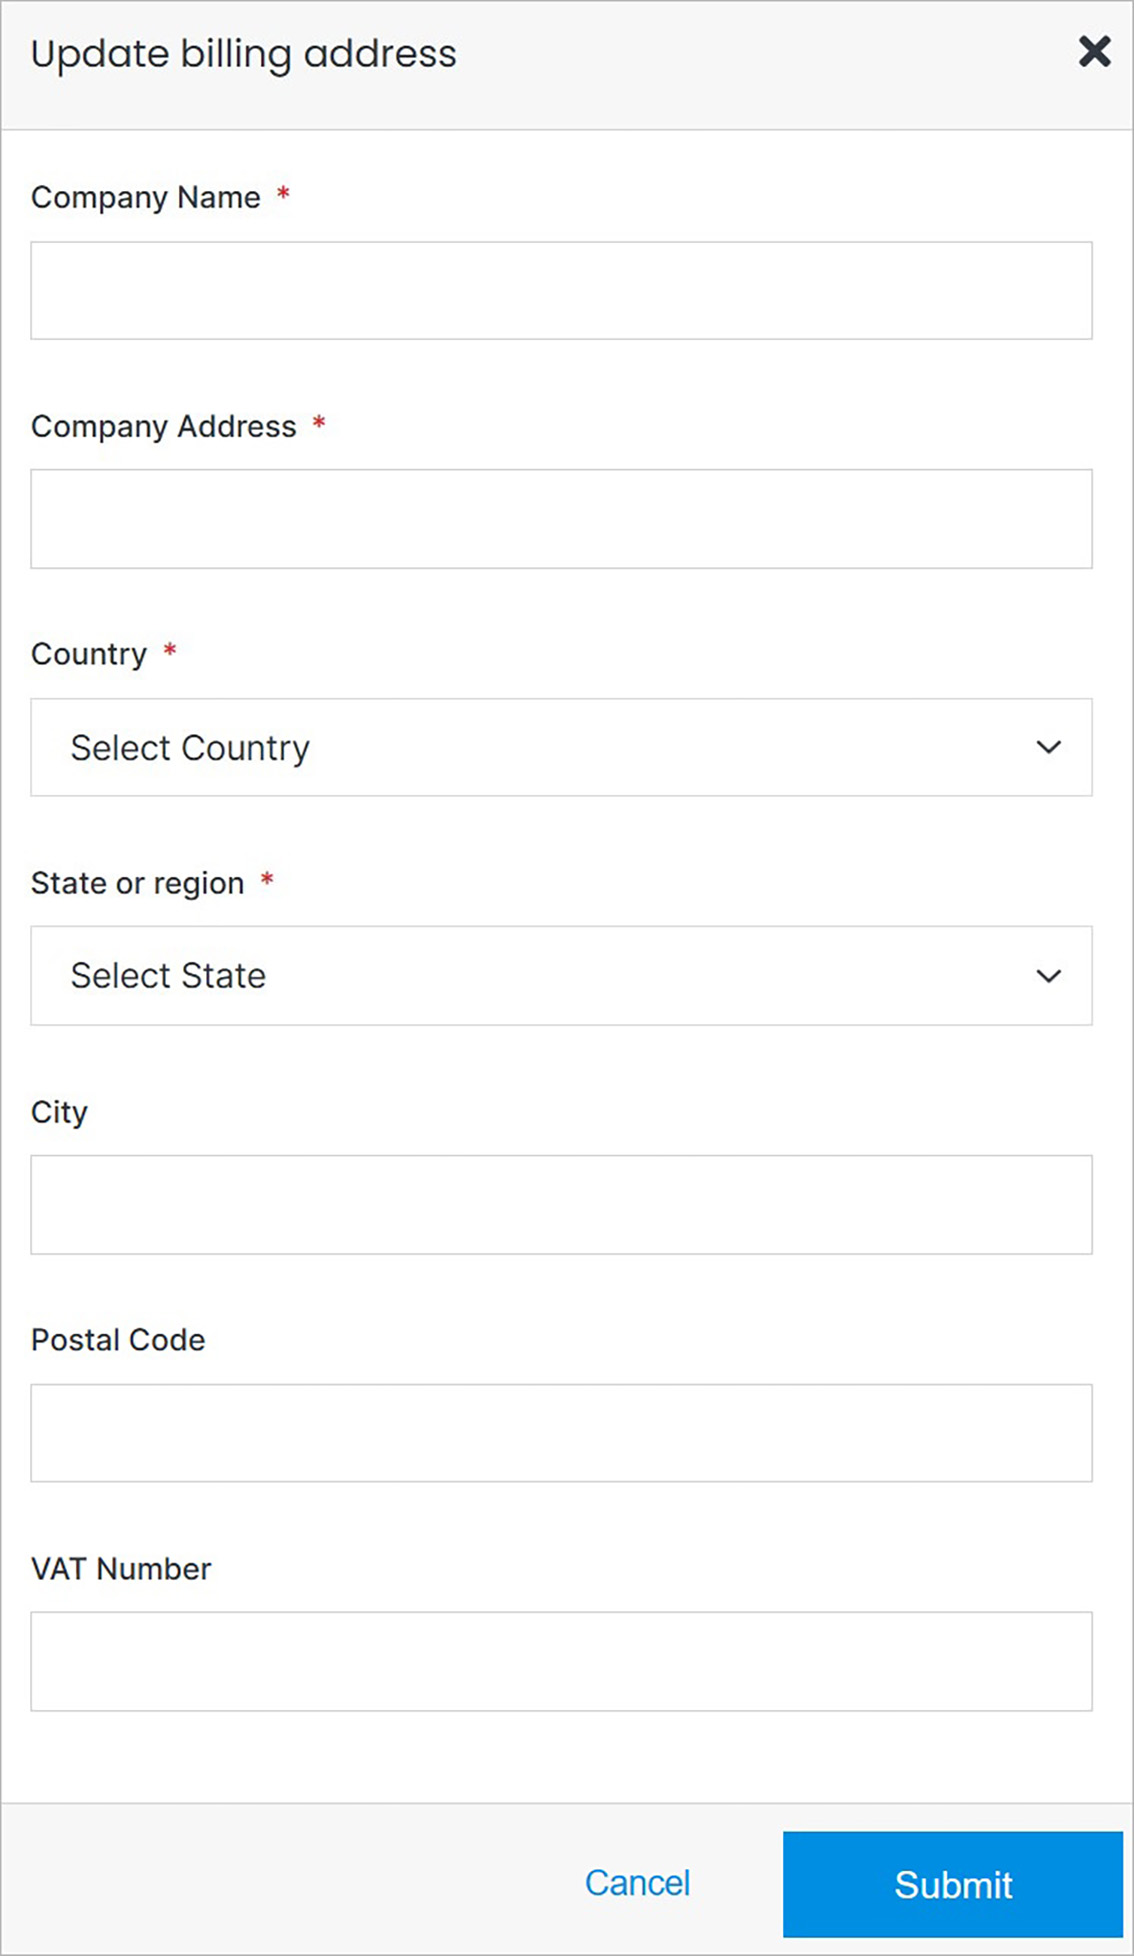 Update billing address
Company Name *
Company Address *
Country *
Select Country
State or region *
Select State
City
Postal Code
VAT Number
Cancel
Submit